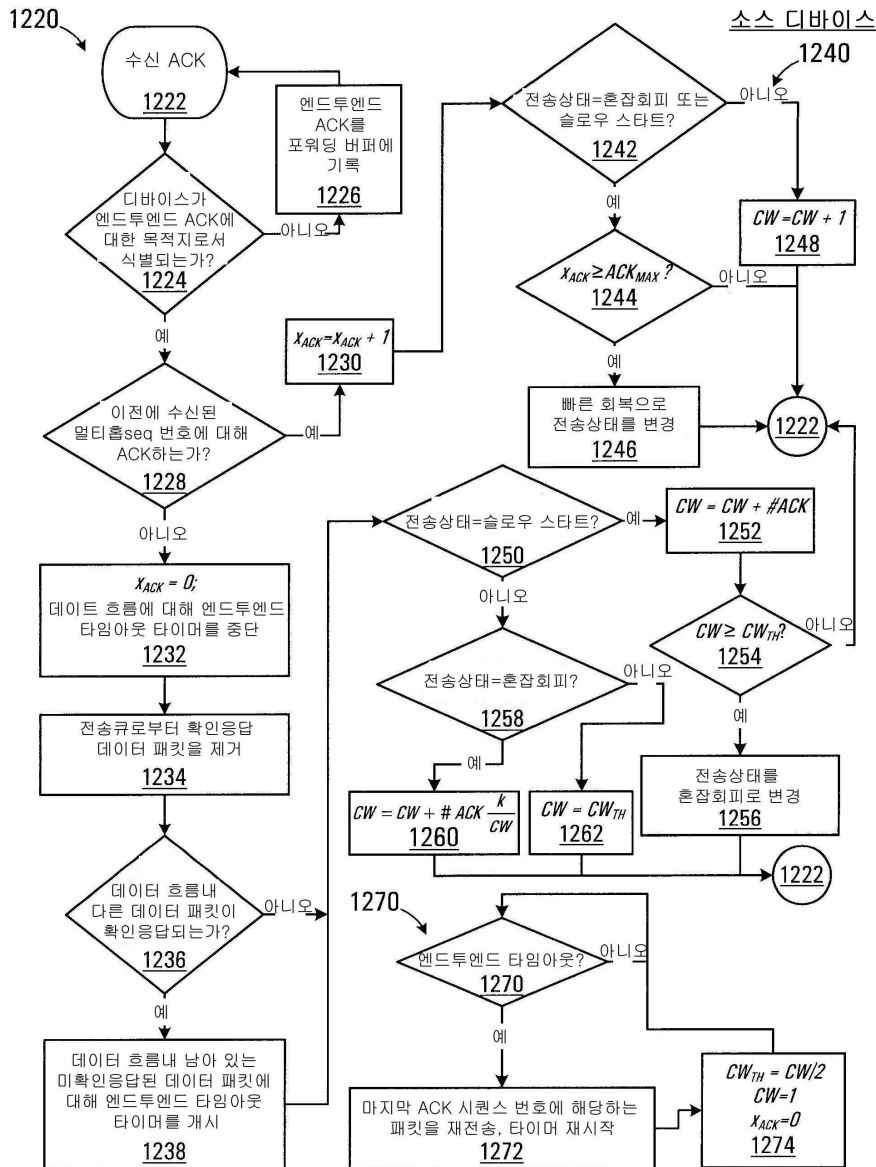 1220
소스 디바이스
수신 ACK
1222
엔드투엔드
ACK를
포워딩 버퍼에
기록
1226
디바이스가
엔드투엔드 ACK에
대한 목적지로서
식별되는가?
1224
아니오
예
이전에 수신된
멀티홉seq 번호에 대해
ACK하는가?
1228
예
x_ACK=x_ACK + 1
1230
아니오
x_ACK = 0;
데이트 흐름에 대해 엔드투엔드
타임아웃 타이머를 중단
1232
전송큐로부터 확인응답
데이터 패킷을 제거
1234
데이터 흐름내
다른 데이터 패킷이
확인응답되는가?
1236
아니오
예
데이터 흐름내 남아 있는
미확인응답된 데이터 패킷에
대해 엔드투엔드 타임아웃
타이머를 개시
1238
1240
전송상태=혼잡회피 또는
슬로우 스타트?
1242
아니오
예
CW =CW + 1
1248
x_ACK ≥ ACK_MAX ?
1244
아니오
예
빠른 회복으로
전송상태를 변경
1246
1222
전송상태=슬로우 스타트?
1250
예
CW = CW + #ACK
1252
아니오
CW ≥ CW_TH?
1254
아니오
예
전송상태를
혼잡회피로 변경
1256
전송상태=혼잡회피?
1258
아니오
예
CW = CW + # ACK k/CW
1260
CW = CW_TH
1262
1222
1270
엔드투엔드 타임아웃?
1270
아니오
예
마지막 ACK 시퀀스 번호에 해당하는
패킷을 재전송, 타이머 재시작
1272
CW_TH = CW/2
CW=1
x_ACK=0
1274